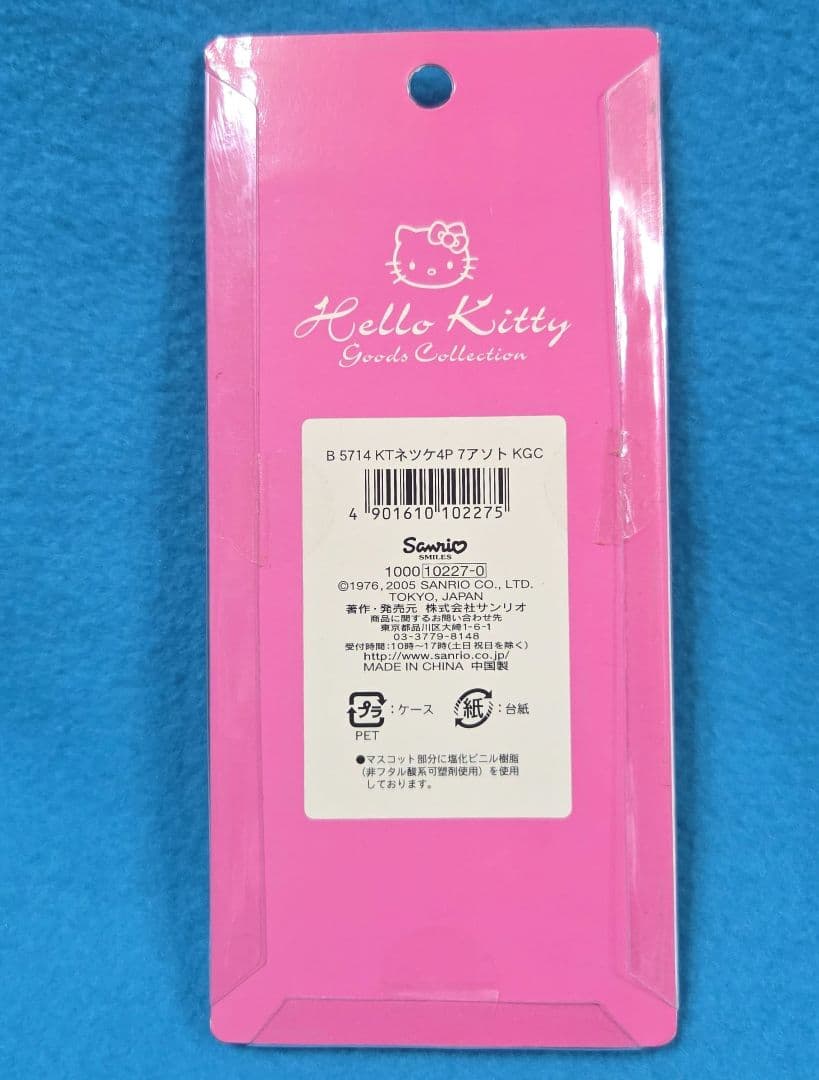 Hello Kitty
Goods Collection
B 5714 KTネツケ4P 7アソト KGC
4 901610 102275
Sanrio
SMILES
1000 10227-0
©1976, 2005 SANRIO CO., LTD.
TOKYO, JAPAN
著作・発売元 株式会社サンリオ
商品に関するお問い合わせ先
東京都品川区大崎1-6-1
03-3779-8148
受付時間:10時〜17時(土日祝日を除く)
http://www.sanrio.co.jp/
MADE IN CHINA 中国製
プラ:ケース 紙:台紙
PET
●マスコット部分に塩化ビニル樹脂
(非フタル酸系可塑剤使用)を使用
しております。